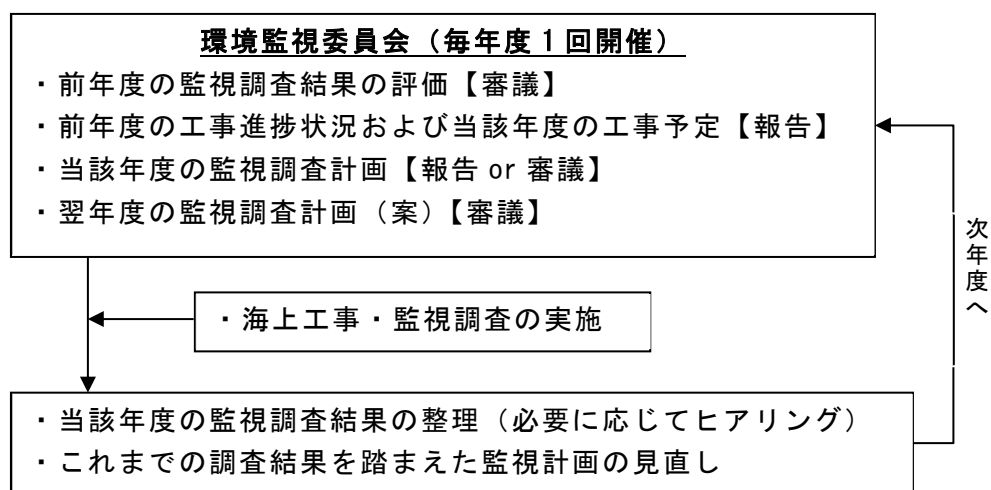 環境監視委員会（毎年度１回開催）
・前年度の監視調査結果の評価【審議】
・前年度の工事進捗状況および当該年度の工事予定【報告】
・当該年度の監視調査計画【報告 or 審議】
・翌年度の監視調査計画（案）【審議】
次年度へ
・海上工事・監視調査の実施
・当該年度の監視調査結果の整理（必要に応じてヒアリング）
・これまでの調査結果を踏まえた監視計画の見直し